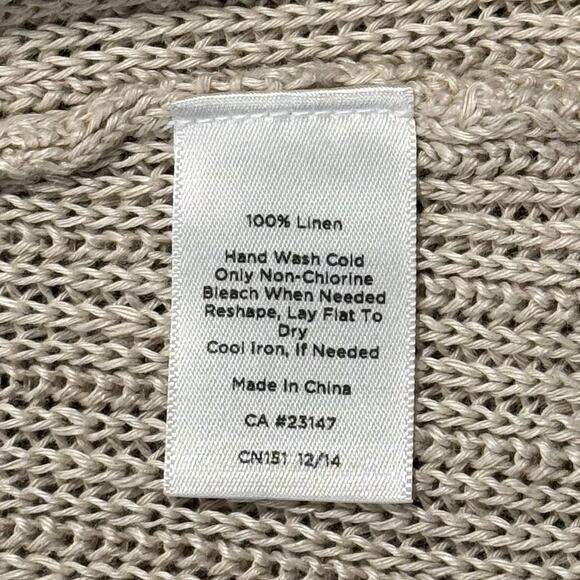 100% Linen
Hand Wash Cold
Only Non-Chlorine
Bleach When Needed
Reshape, Lay Flat To
Dry
Cool Iron, If Needed
Made In China
CA #23147
CN151 12/14